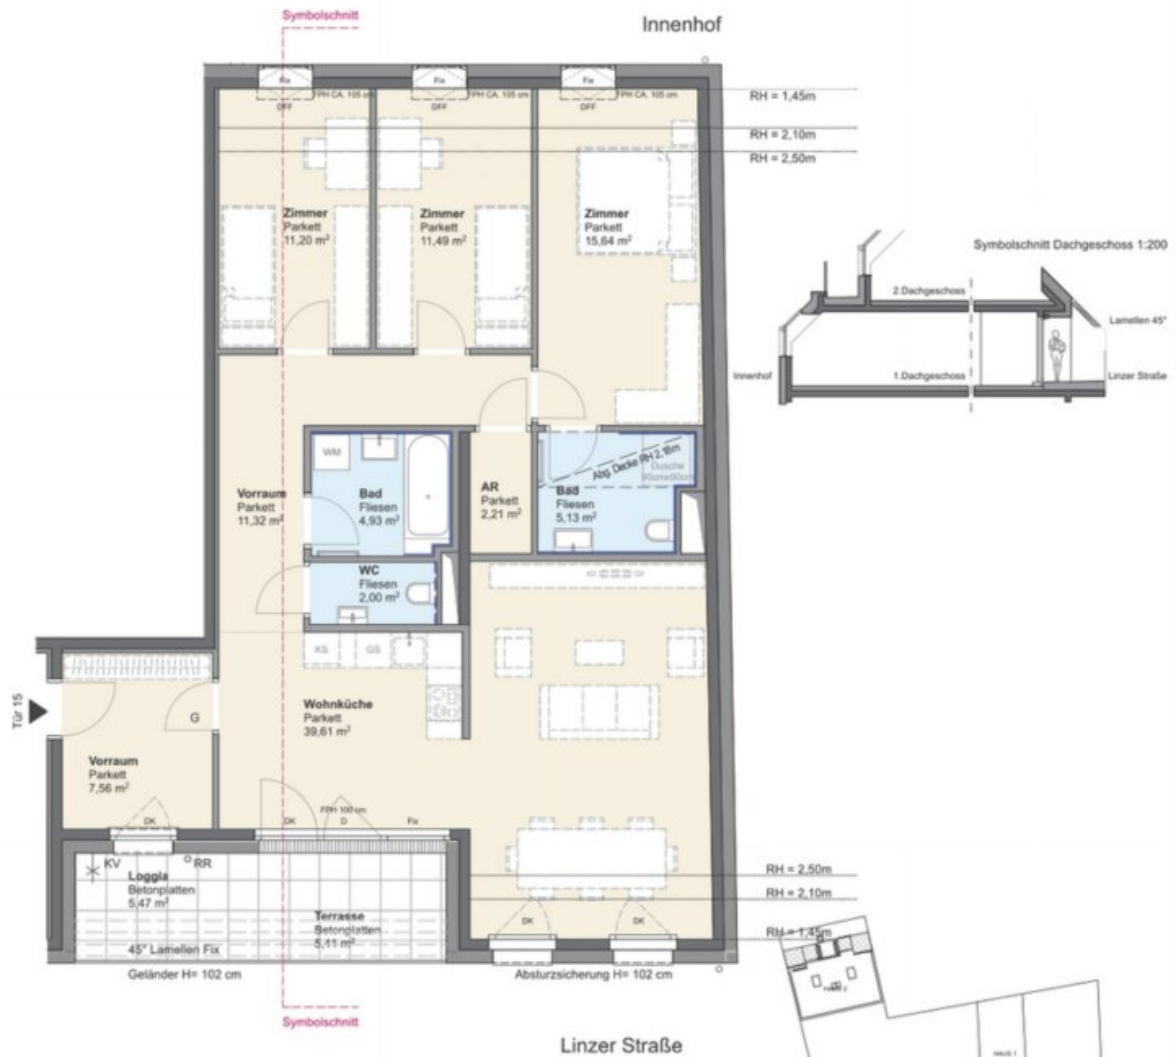 Symbolschnitt
Innenhof
Fix
Fix
Fix
FPH CA. 105 cm
FPH CA. 105 cm
FPH CA. 105 cm
DFF
DFF
DFF
RH = 1,45m
RH = 2,10m
RH = 2,50m
Zimmer
Parkett
11,20 m²
Zimmer
Parkett
11,49 m²
Zimmer
Parkett
15,64 m²
Symbolschnitt Dachgeschoss 1:200
2.Dachgeschoss
Lamellen 45°
Innenhof
1.Dachgeschoss
Linzer Straße
WM
Abg. Decke RH 2.18m
Dusche
90cmx90cm
Vorraum
Parkett
11,32 m²
Bad
Fliesen
4,93 m²
AR
Parkett
2,21 m²
Bad
Fliesen
5,13 m²
WC
Fliesen
2,00 m²
KS
GS
Tür 15
G
Wohnküche
Parkett
39,61 m²
Vorraum
Parkett
7,56 m²
FPH 100 cm
DK
DK
D
Fix
KV
RR
Loggia
Betonplatten
5,47 m²
Terrasse
Betonplatten
5,11 m²
45° Lamellen Fix
DK
DK
RH = 2,50m
RH = 2,10m
RH = 1,45m
Geländer H= 102 cm
Absturzsicherung H= 102 cm
HAUS 2
Symbolschnitt
Linzer Straße
HAUS 1